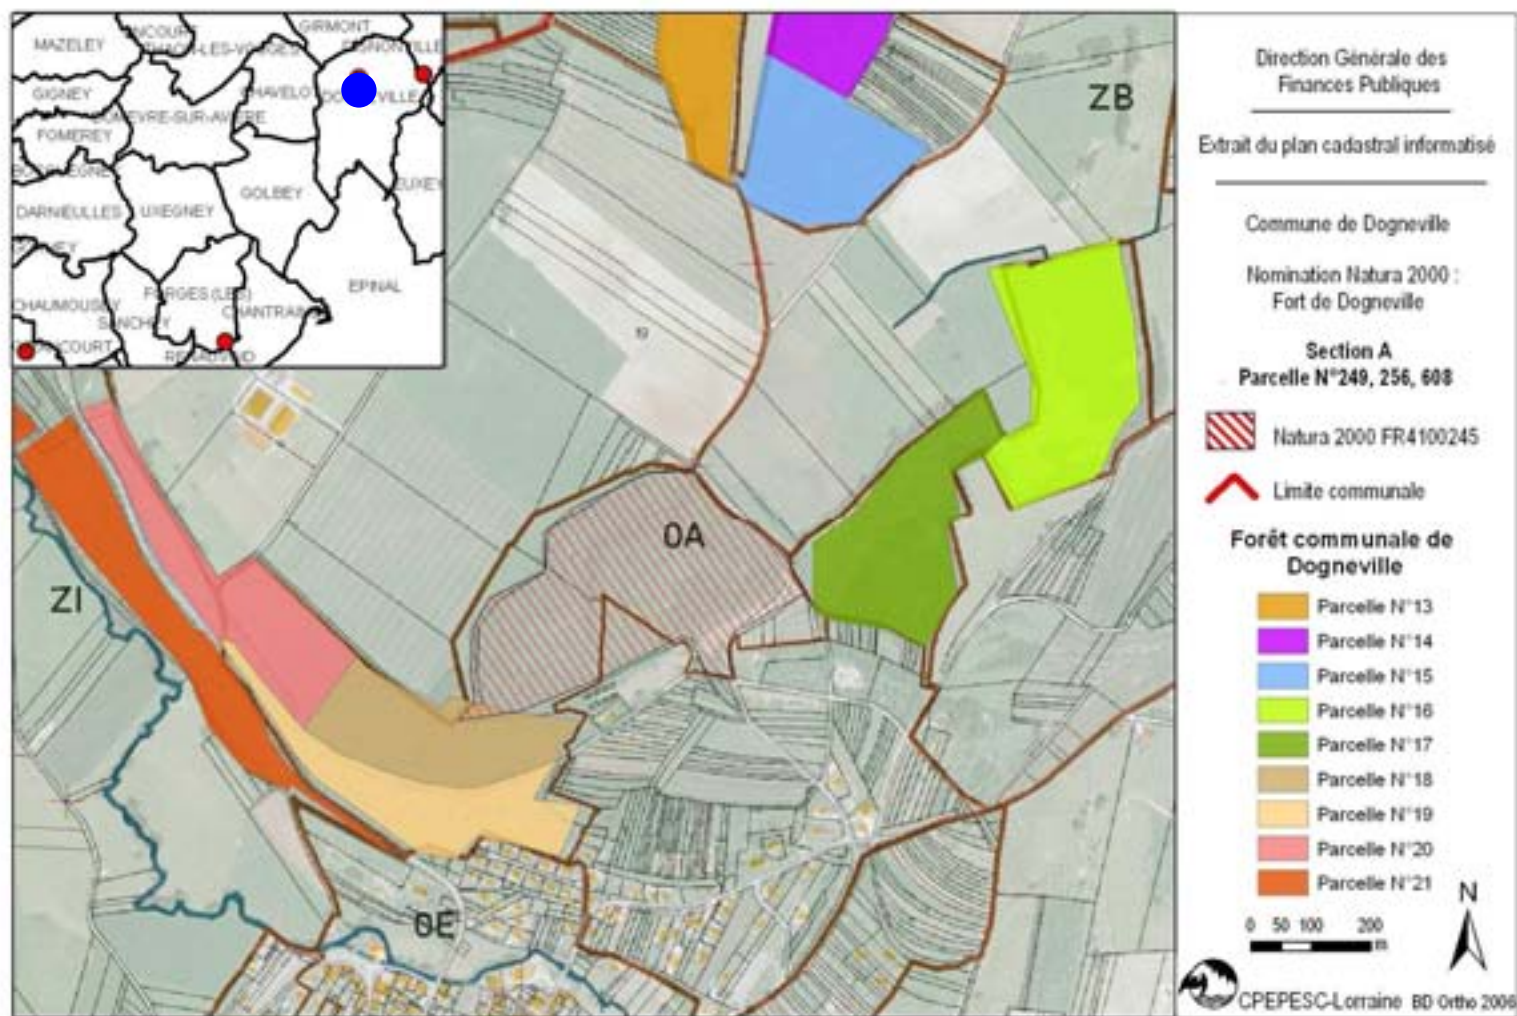 GIRMONT
MAZELEY
GIGNEY
FOMEREY
DARNIEULLES
UXEGNEY
GOLBEY
EPINAL
FORGES (LES)
ZB
19
0A
ZI
0E
Direction Générale des
Finances Publiques
Extrait du plan cadastral informatisé
Commune de Dogneville
Nomination Natura 2000 :
Fort de Dogneville
Section A
Parcelle N°249, 256, 608
Natura 2000 FR4100245
Limite communale
Forêt communale de
Dogneville
Parcelle N°13
Parcelle N°14
Parcelle N°15
Parcelle N°16
Parcelle N°17
Parcelle N°18
Parcelle N°19
Parcelle N°20
Parcelle N°21
N
0 50 100 200
m
CPEPESC-Lorraine BD Ortho 2006